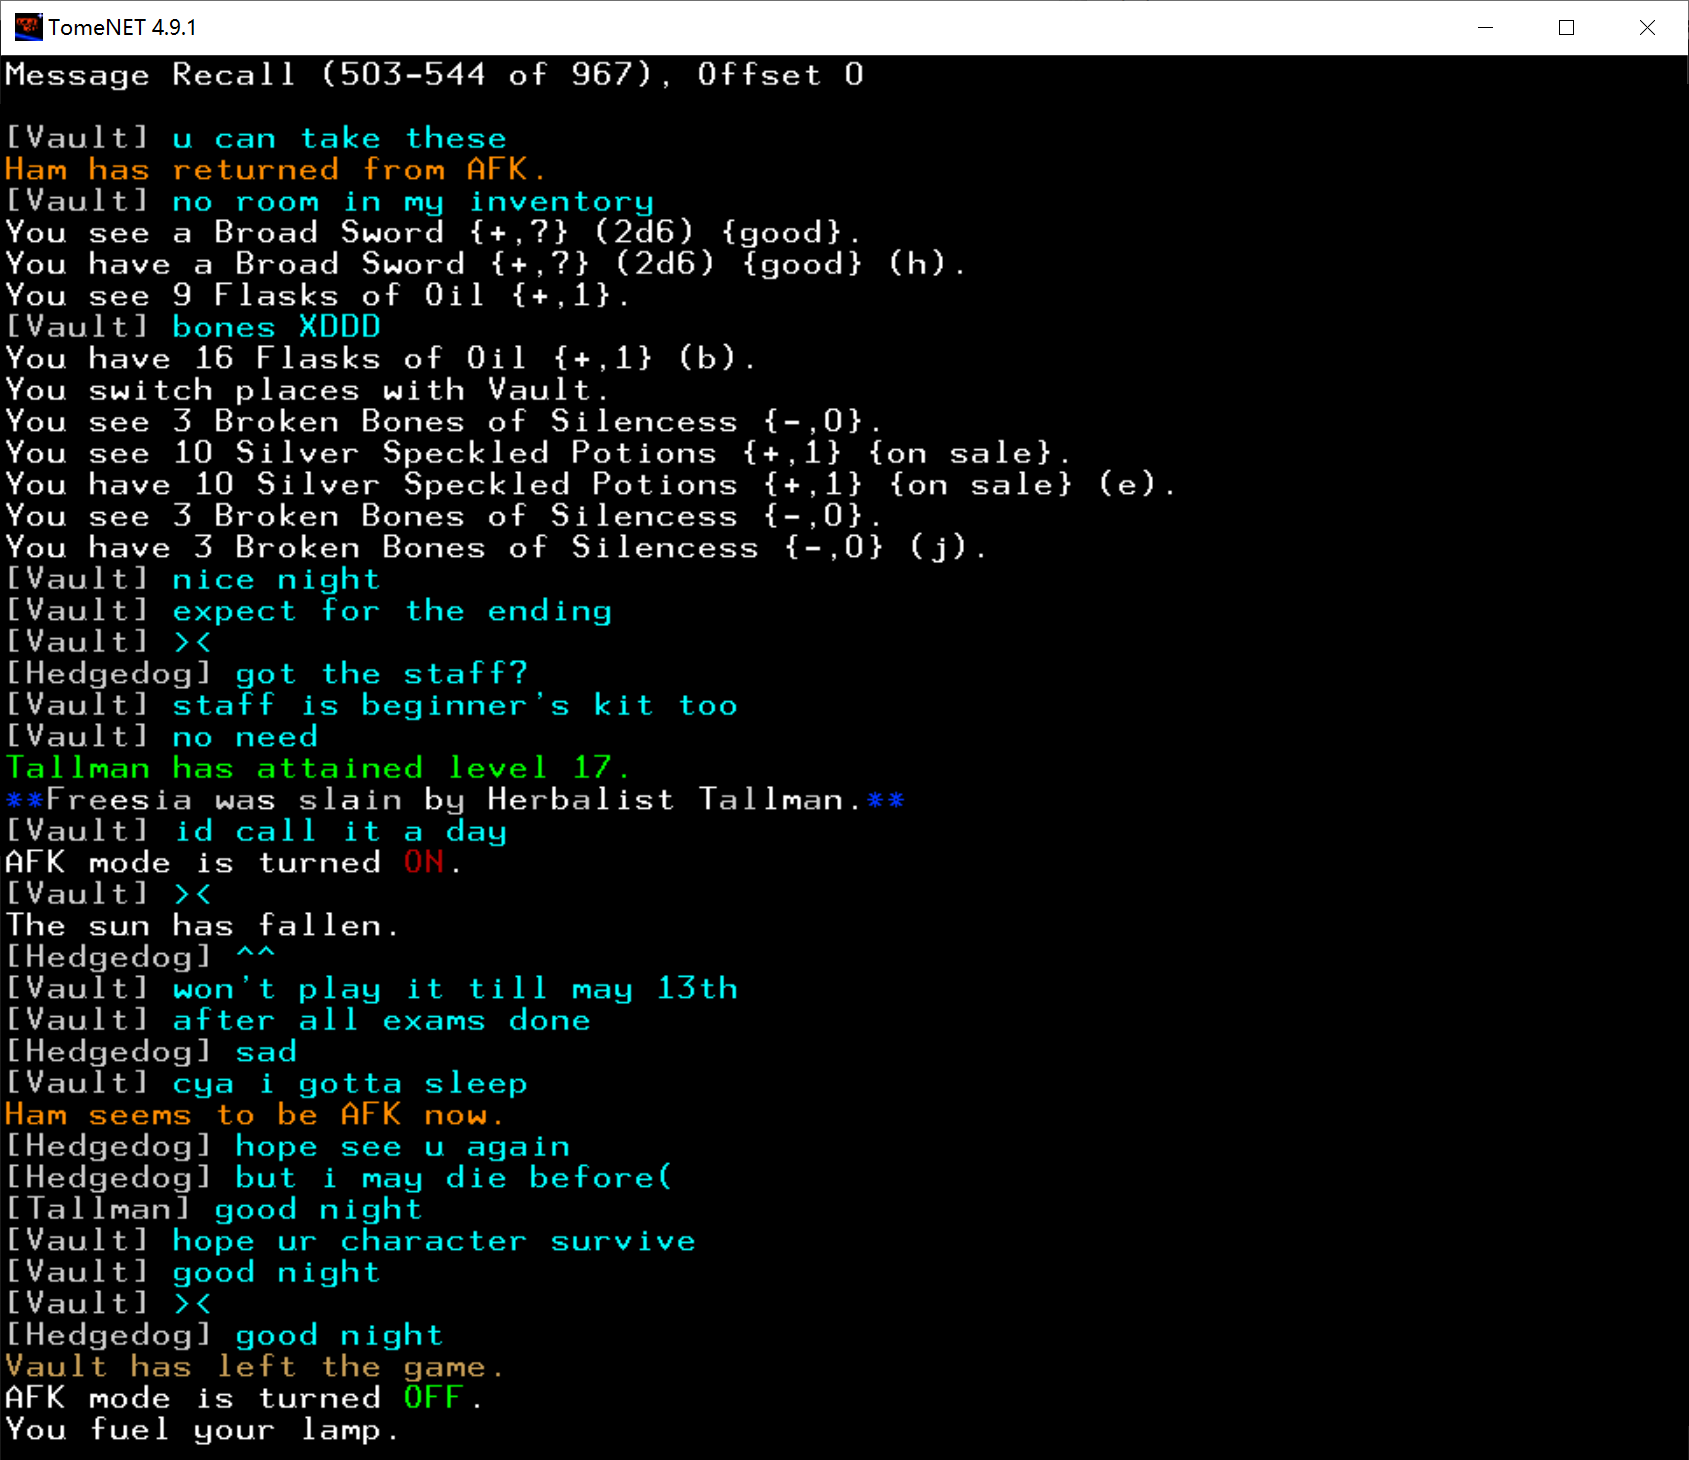 TomeNET 4.9.1
Message Recall (503-544 of 967), Offset 0
[Vault] u can take these
Ham has returned from AFK.
[Vault] no room in my inventory
You see a Broad Sword {+,?} (2d6) {good}.
You have a Broad Sword {+,?} (2d6) {good} (h).
You see 9 Flasks of Oil {+,1}.
[Vault] bones XDDD
You have 16 Flasks of Oil {+,1} (b).
You switch places with Vault.
You see 3 Broken Bones of Silencess {-,0}.
You see 10 Silver Speckled Potions {+,1} {on sale}.
You have 10 Silver Speckled Potions {+,1} {on sale} (e).
You see 3 Broken Bones of Silencess {-,0}.
You have 3 Broken Bones of Silencess {-,0} (j).
[Vault] nice night
[Vault] expect for the ending
[Vault] ><
[Hedgedog] got the staff?
[Vault] staff is beginner's kit too
[Vault] no need
Tallman has attained level 17.
**Freesia was slain by Herbalist Tallman.**
[Vault] id call it a day
AFK mode is turned ON.
[Vault] ><
The sun has fallen.
[Hedgedog] ^^
[Vault] won't play it till may 13th
[Vault] after all exams done
[Hedgedog] sad
[Vault] cya i gotta sleep
Ham seems to be AFK now.
[Hedgedog] hope see u again
[Hedgedog] but i may die before(
[Tallman] good night
[Vault] hope ur character survive
[Vault] good night
[Vault] ><
[Hedgedog] good night
Vault has left the game.
AFK mode is turned OFF.
You fuel your lamp.